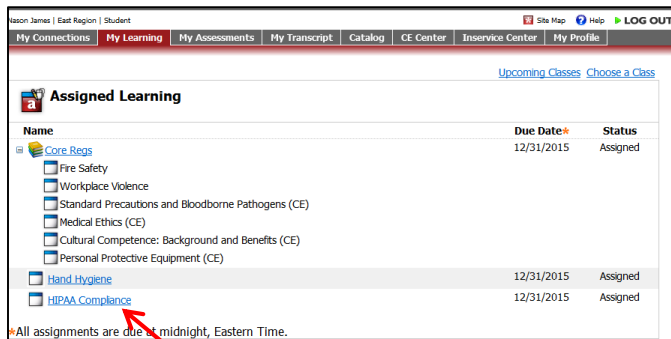 Nason James | East Region | Student Site Map Help LOG OUT
My Connections My Learning My Assessments My Transcript Catalog CE Center Inservice Center My Profile
Upcoming Classes Choose a Class
Assigned Learning
Name Due Date* Status
Core Regs 12/31/2015 Assigned
Fire Safety
Workplace Violence
Standard Precautions and Bloodborne Pathogens (CE)
Medical Ethics (CE)
Cultural Competence: Background and Benefits (CE)
Personal Protective Equipment (CE)
Hand Hygiene 12/31/2015 Assigned
HIPAA Compliance 12/31/2015 Assigned
*All assignments are due at midnight, Eastern Time.